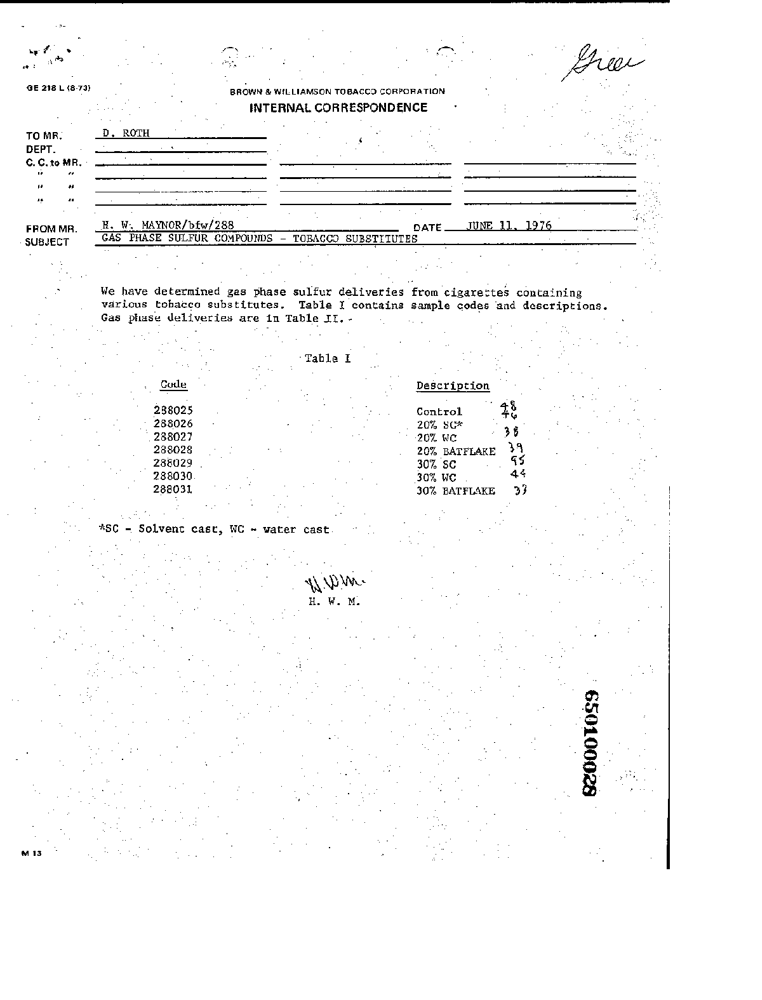 Greer
GE 218 L (8-73)
BROWN & WILLIAMSON TOBACCO CORPORATION
INTERNAL CORRESPONDENCE
TO MR. D. ROTH
DEPT.
C. C. to MR.
" "
" "
" "
FROM MR. H. W. MAYNOR/bfw/288 DATE JUNE 11, 1976
SUBJECT GAS PHASE SULFUR COMPOUNDS - TOBACCO SUBSTITUTES
We have determined gas phase sulfur deliveries from cigarettes containing
various tobacco substitutes. Table I contains sample codes and descriptions.
Gas phase deliveries are in Table II.
Table I
Code Description
288025 Control 48
46
288026 20% SC*
288027 20% WC 38
288028 20% BATFLAKE 39
288029 30% SC 55
288030 30% WC 44
288031 30% BATFLAKE 37
*SC - Solvent cast, WC - water cast
H.W.M.
H. W. M.
650100028
M 13